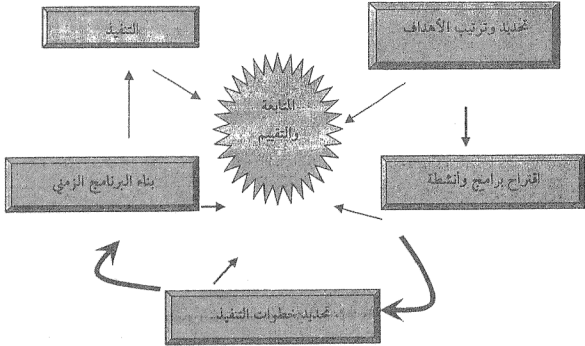 تحديد وترتيب الأهداف
التنفيذ
المتابعة
والتقييم
اقتراح برامج وأنشطة
بناء البرنامج الزمني
تحديد خطوات التنفيذ